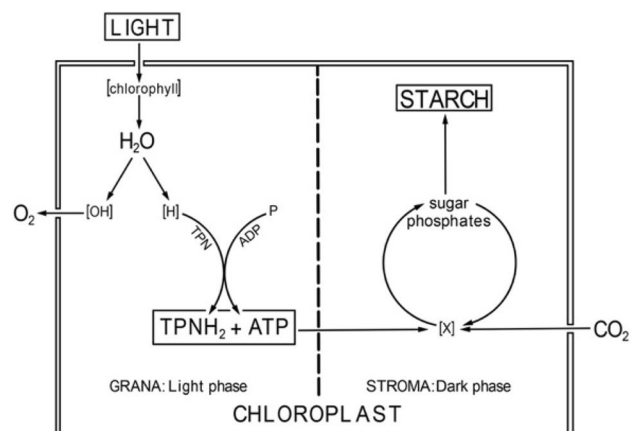 LIGHT
[chlorophyll]
H₂O
O₂
[OH]
[H]
TPN
ADP
P
TPNH₂ + ATP
GRANA: Light phase
STARCH
sugar
phosphates
[X]
CO₂
STROMA: Dark phase
CHLOROPLAST